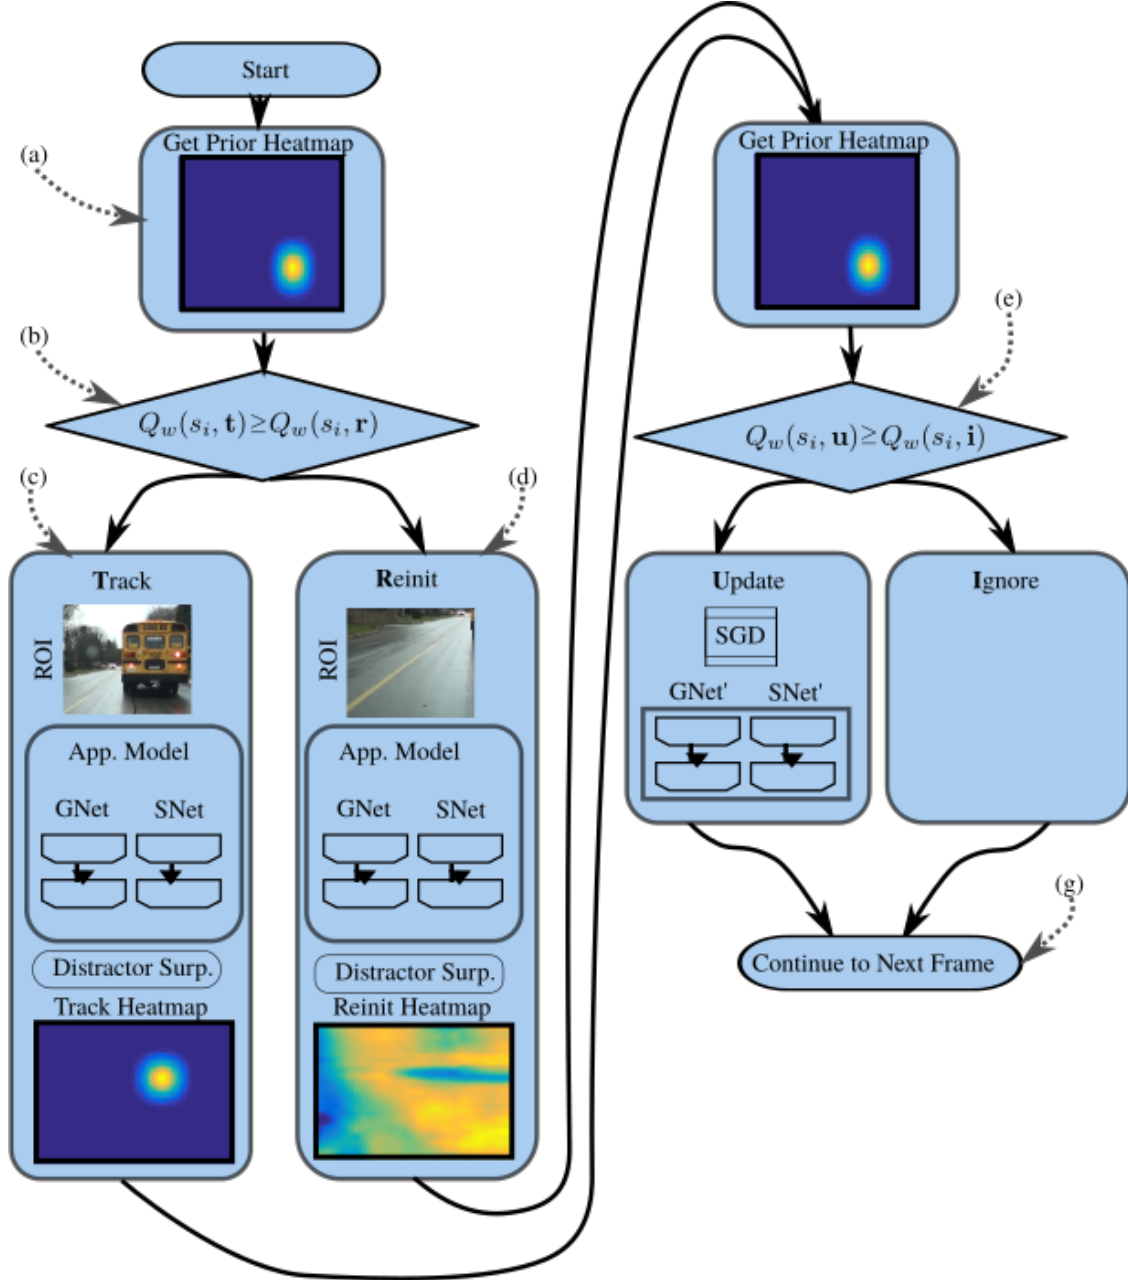 Start
Get Prior Heatmap
(a)
(b)
Q_w(s_i, t) ≥ Q_w(s_i, r)
(c)
(d)
Track
ROI
App. Model
GNet SNet
Distractor Surp.
Track Heatmap
Reinit
ROI
App. Model
GNet SNet
Distractor Surp.
Reinit Heatmap
Get Prior Heatmap
(e)
Q_w(s_i, u) ≥ Q_w(s_i, i)
Update
SGD
GNet' SNet'
Ignore
(g)
Continue to Next Frame